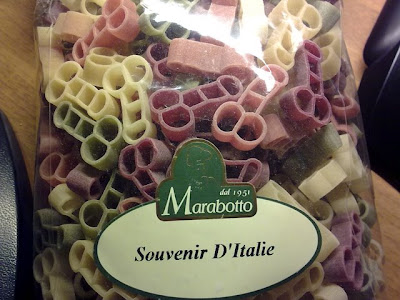 dal 1951
Marabotto
Souvenir D'Italie